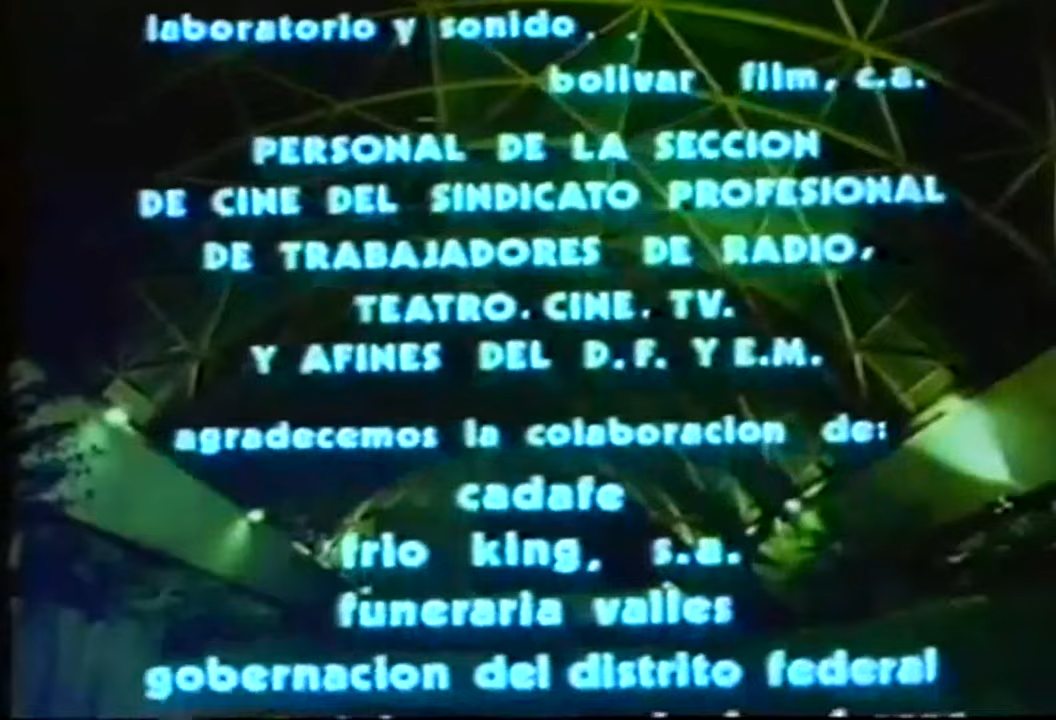 laboratorio y sonido. .
bolivar film, c.a.
PERSONAL DE LA SECCION
DE CINE DEL SINDICATO PROFESIONAL
DE TRABAJADORES DE RADIO,
TEATRO. CINE. TV.
Y AFINES DEL D.F. Y E.M.
agradecemos la colaboracion de:
cadafe
frio king, s.a.
funeraria valles
gobernacion del distrito federal